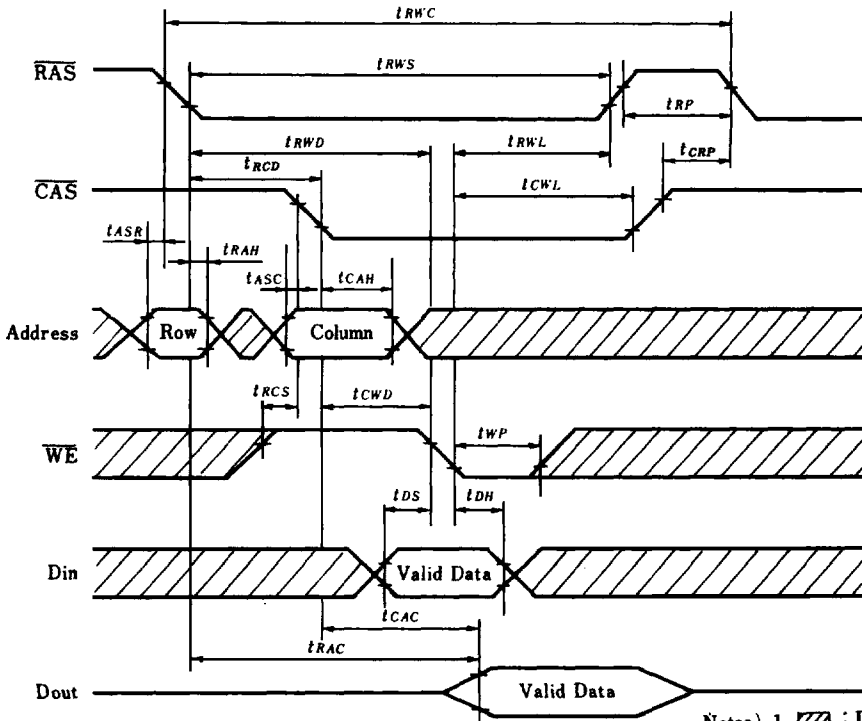 tRWC
RAS
tRWS
tRP
tRWD
tRWL
tRCD
tCRP
CAS
tCWL
tASR
tRAH
tASC
tCAH
Address
Row
Column
tRCS
tCWD
WE
tWP
tDS
tDH
Din
Valid Data
tCAC
tRAC
Dout
Valid Data